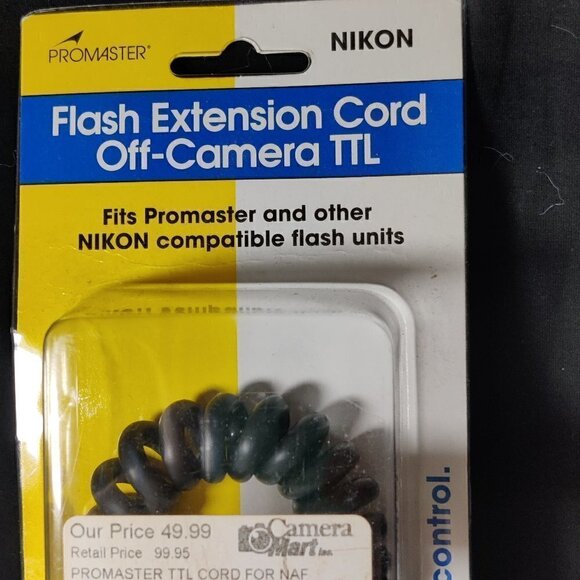 PROMASTER®
NIKON
Flash Extension Cord
Off-Camera TTL
Fits Promaster and other
NIKON compatible flash units
control.
Our Price 49.99
Retail Price 99.95
Camera
Mart Inc.
PROMASTER TTL CORD FOR NAF